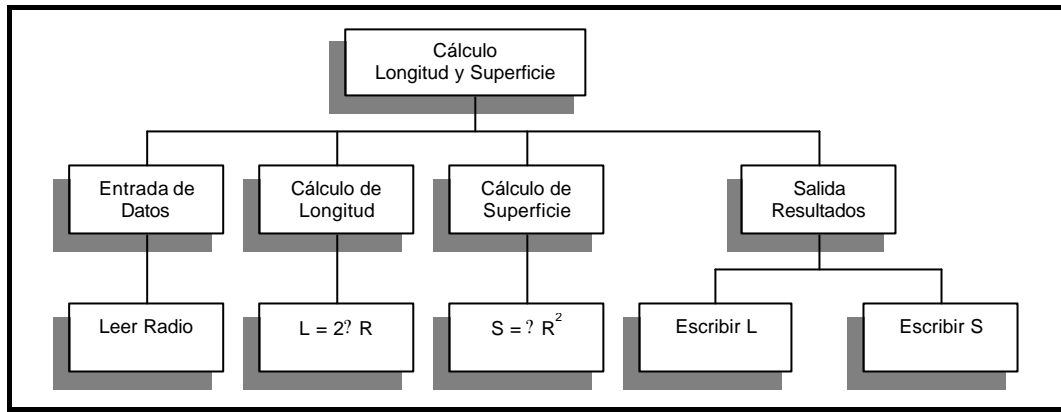 Cálculo
Longitud y Superficie
Entrada de
Datos
Cálculo de
Longitud
Cálculo de
Superficie
Salida
Resultados
Leer Radio
L = 2? R
S = ? R²
Escribir L
Escribir S